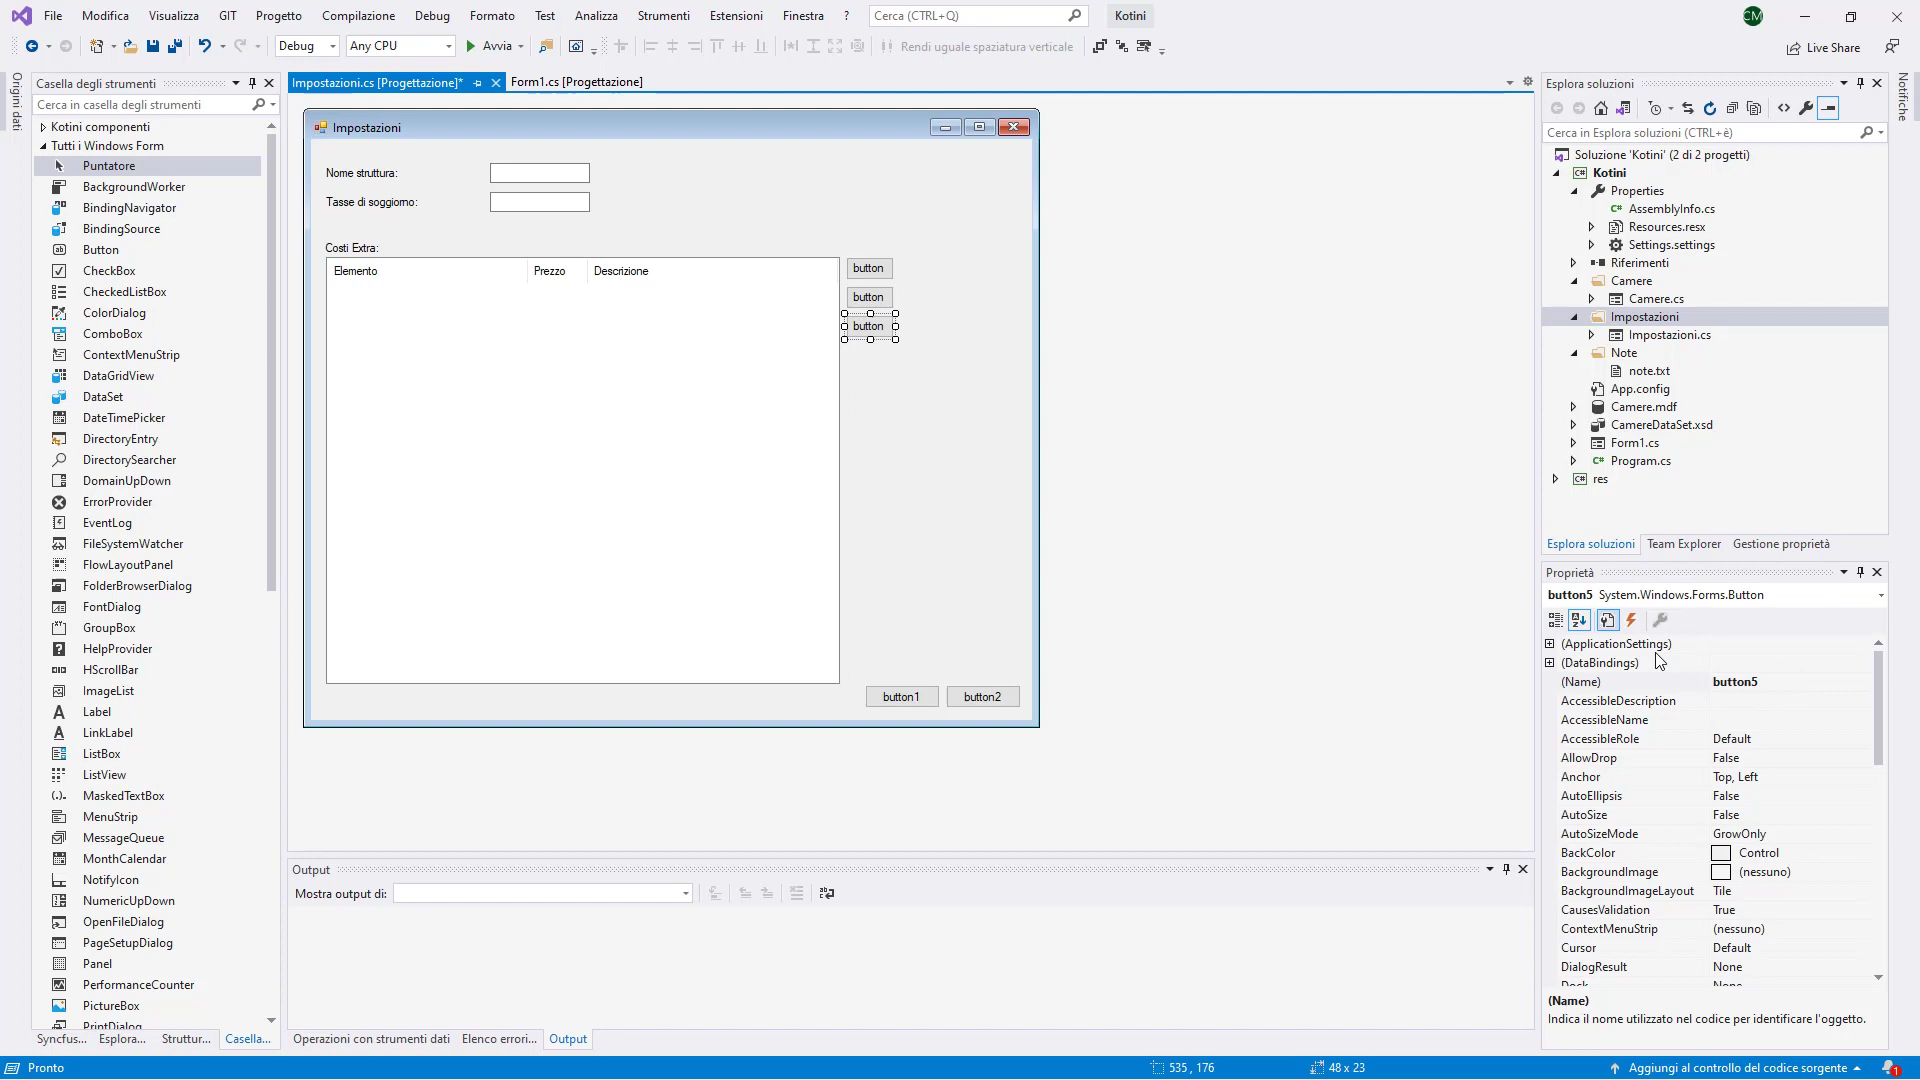 File Modifica Visualizza GIT Progetto Compilazione Debug Formato Test Analizza Strumenti Estensioni Finestra ? Cerca (CTRL+Q) Kotini CM
Debug Any CPU Avvia Rendi uguale spaziatura verticale Live Share
Origini dati
Casella degli strumenti
Cerca in casella degli strumenti
Kotini componenti
Tutti i Windows Form
Puntatore
BackgroundWorker
BindingNavigator
BindingSource
Button
CheckBox
CheckedListBox
ColorDialog
ComboBox
ContextMenuStrip
DataGridView
DataSet
DateTimePicker
DirectoryEntry
DirectorySearcher
DomainUpDown
ErrorProvider
EventLog
FileSystemWatcher
FlowLayoutPanel
FolderBrowserDialog
FontDialog
GroupBox
HelpProvider
HScrollBar
ImageList
Label
LinkLabel
ListBox
ListView
MaskedTextBox
MenuStrip
MessageQueue
MonthCalendar
NotifyIcon
NumericUpDown
OpenFileDialog
PageSetupDialog
Panel
PerformanceCounter
PictureBox
PrintDialog
Syncfus... Esplora... Struttur... Casella...
Impostazioni.cs [Progettazione]* Form1.cs [Progettazione]
Impostazioni
Nome struttura:
Tasse di soggiorno:
Costi Extra:
Elemento Prezzo Descrizione
button
button
button
button1 button2
Output
Mostra output di:
Operazioni con strumenti dati Elenco errori... Output
Esplora soluzioni
Cerca in Esplora soluzioni (CTRL+è)
Soluzione 'Kotini' (2 di 2 progetti)
Kotini
Properties
AssemblyInfo.cs
Resources.resx
Settings.settings
Riferimenti
Camere
Camere.cs
Impostazioni
Impostazioni.cs
Note
note.txt
App.config
Camere.mdf
CamereDataSet.xsd
Form1.cs
Program.cs
res
Esplora soluzioni Team Explorer Gestione proprietà
Notifiche
Proprietà
button5 System.Windows.Forms.Button
(ApplicationSettings)
(DataBindings)
(Name) button5
AccessibleDescription
AccessibleName
AccessibleRole Default
AllowDrop False
Anchor Top, Left
AutoEllipsis False
AutoSize False
AutoSizeMode GrowOnly
BackColor Control
BackgroundImage (nessuno)
BackgroundImageLayout Tile
CausesValidation True
ContextMenuStrip (nessuno)
Cursor Default
DialogResult None
Dock None
(Name)
Indica il nome utilizzato nel codice per identificare l'oggetto.
Pronto 535 , 176 48 x 23 Aggiungi al controllo del codice sorgente 1